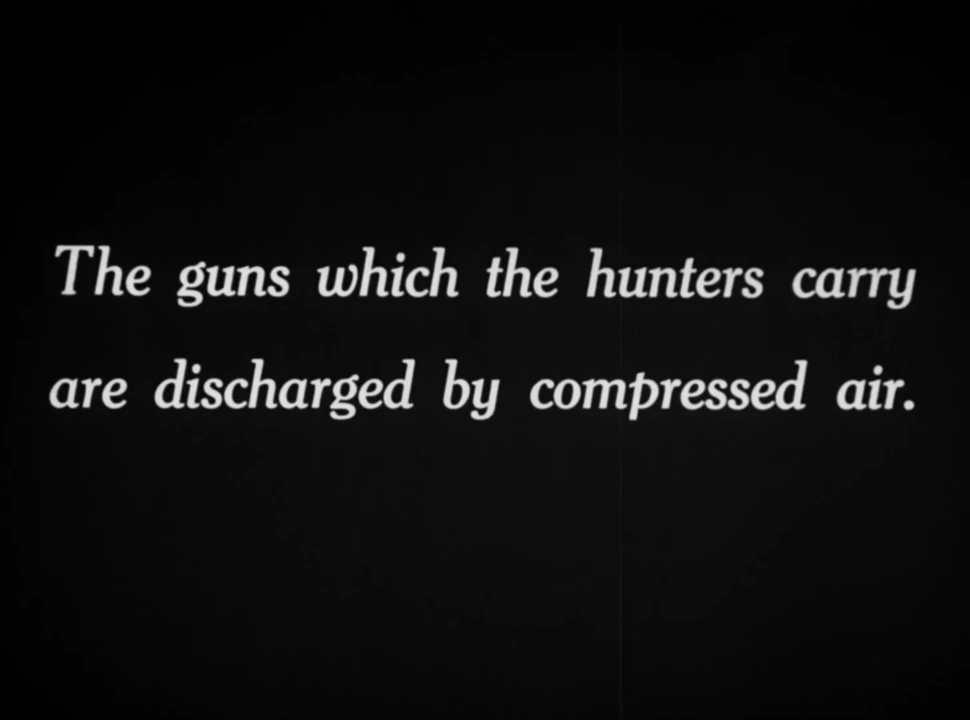 The guns which the hunters carry
are discharged by compressed air.